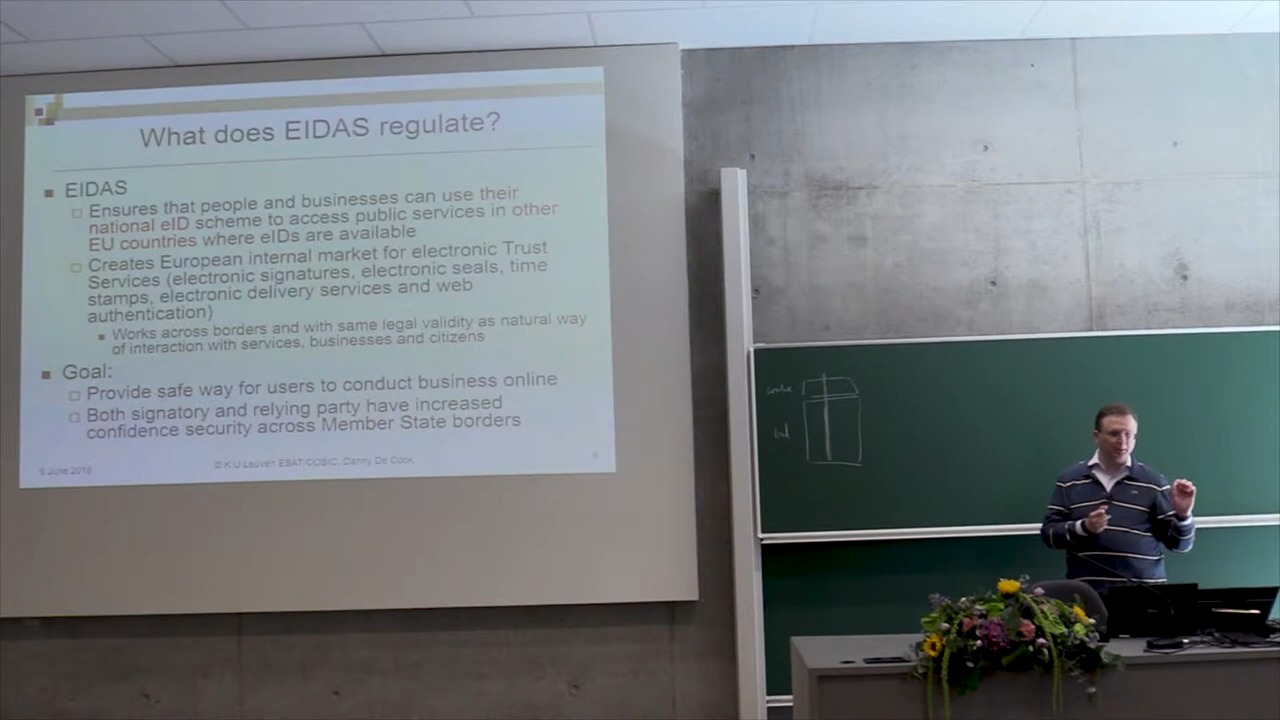 What does EIDAS regulate?
EIDAS
Ensures that people and businesses can use their
national eID scheme to access public services in other
EU countries where eIDs are available
Creates European internal market for electronic Trust
Services (electronic signatures, electronic seals, time
stamps, electronic delivery services and web
authentication)
Works across borders and with same legal validity as natural way
of interaction with services, businesses and citizens
Goal:
Provide safe way for users to conduct business online
Both signatory and relying party have increased
confidence security across Member State borders
June 2018
© K.U.Leuven ESAT/COSIC, Danny De Cock